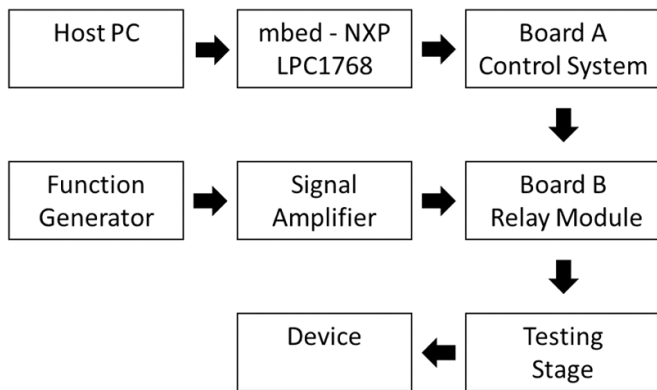 Host PC
mbed - NXP
LPC1768
Board A
Control System
Function
Generator
Signal
Amplifier
Board B
Relay Module
Device
Testing
Stage